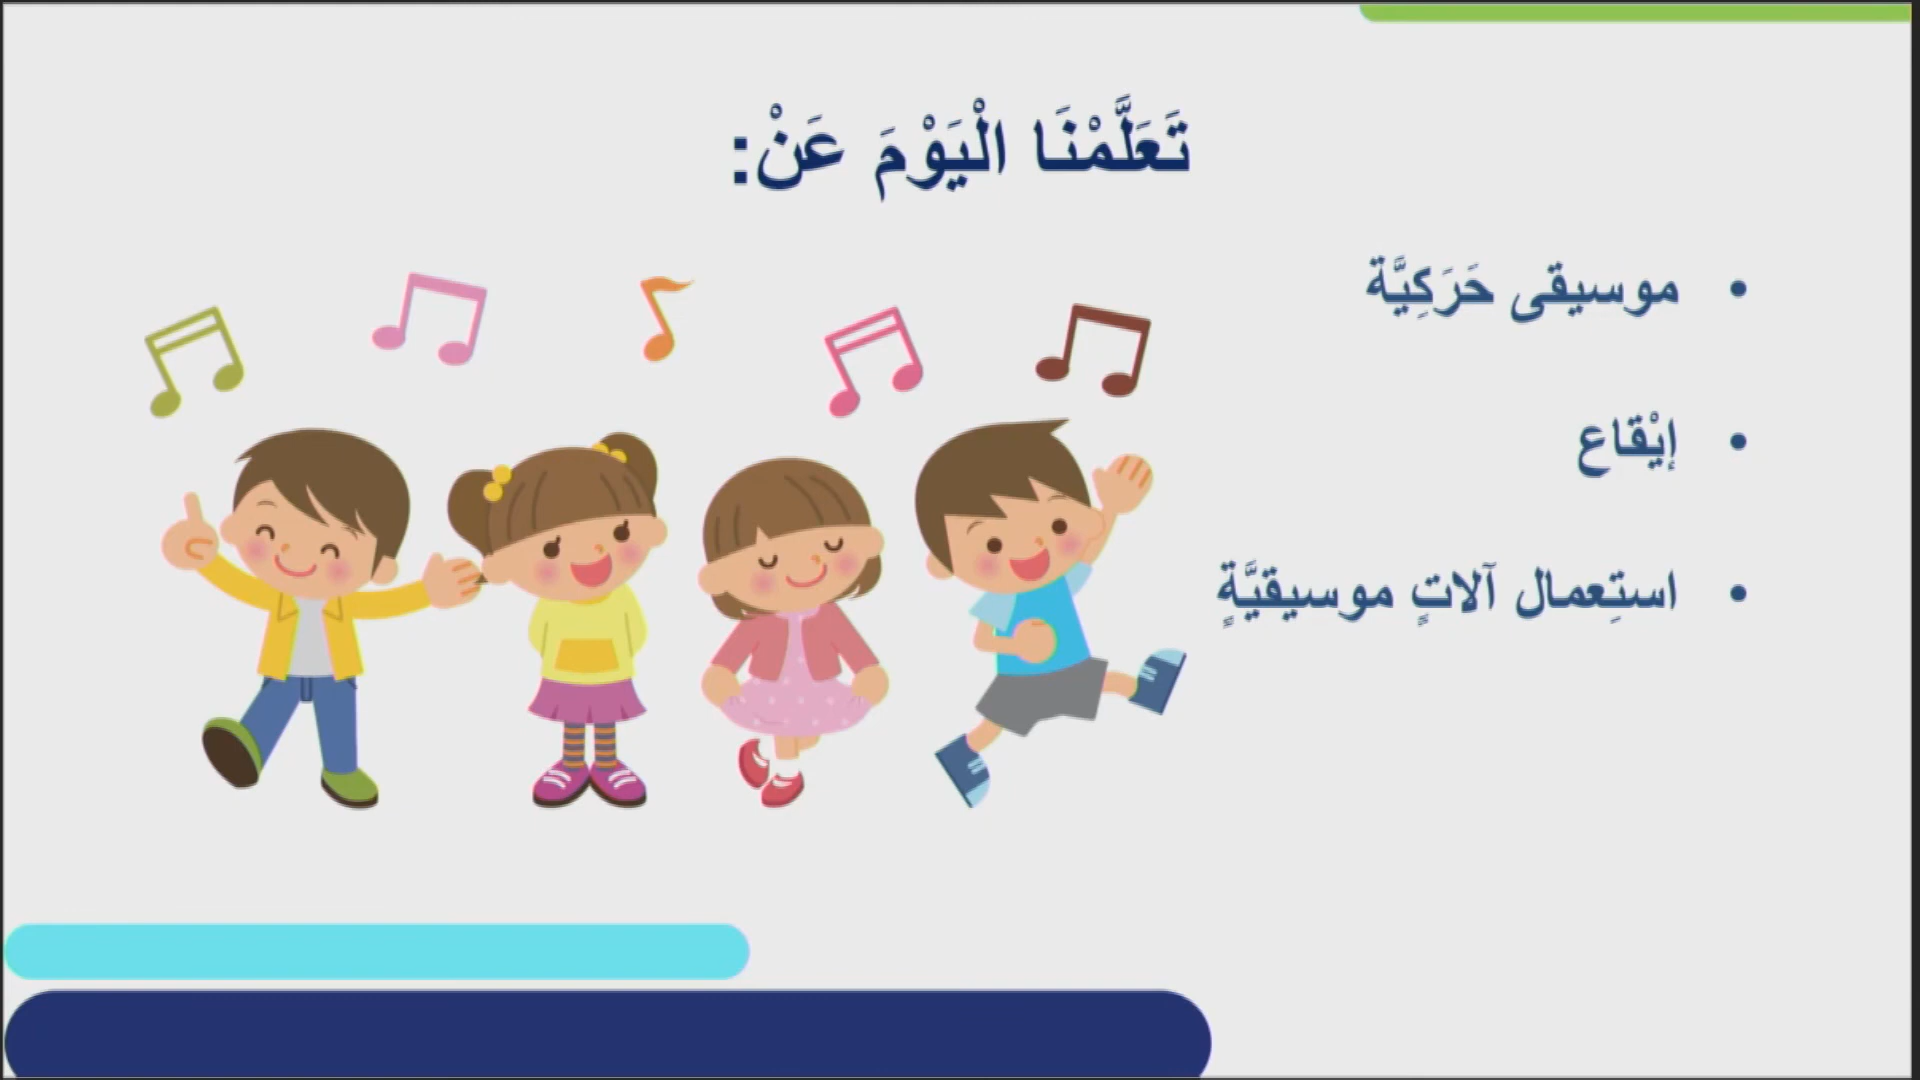 تَعَلَّمْنَا الْيَوْمَ عَنْ:
• موسيقى حَرَكِيَّة
• إيْقاع
• استِعمال آلاتٍ موسيقيَّةٍ